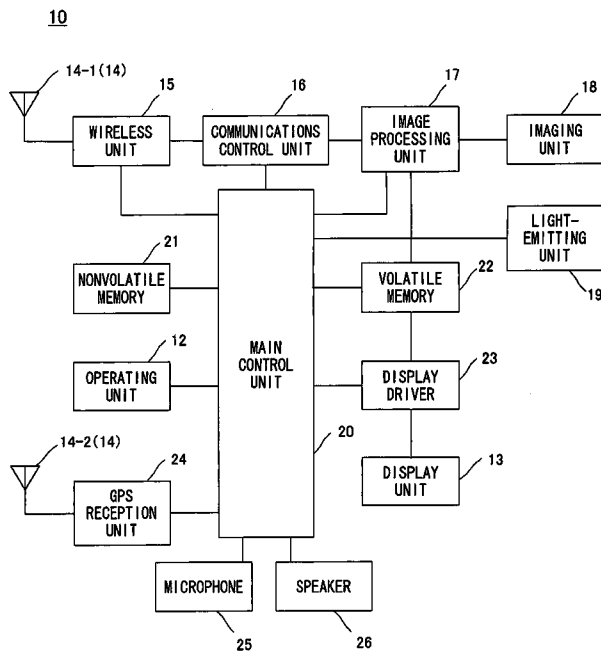 10
14-1(14)
15
16
17
18
WIRELESS
UNIT
COMMUNICATIONS
CONTROL UNIT
IMAGE
PROCESSING
UNIT
IMAGING
UNIT
21
NONVOLATILE
MEMORY
VOLATILE
MEMORY
22
LIGHT-
EMITTING
UNIT
19
12
OPERATING
UNIT
MAIN
CONTROL
UNIT
20
DISPLAY
DRIVER
23
14-2(14)
24
GPS
RECEPTION
UNIT
DISPLAY
UNIT
13
MICROPHONE
SPEAKER
25
26